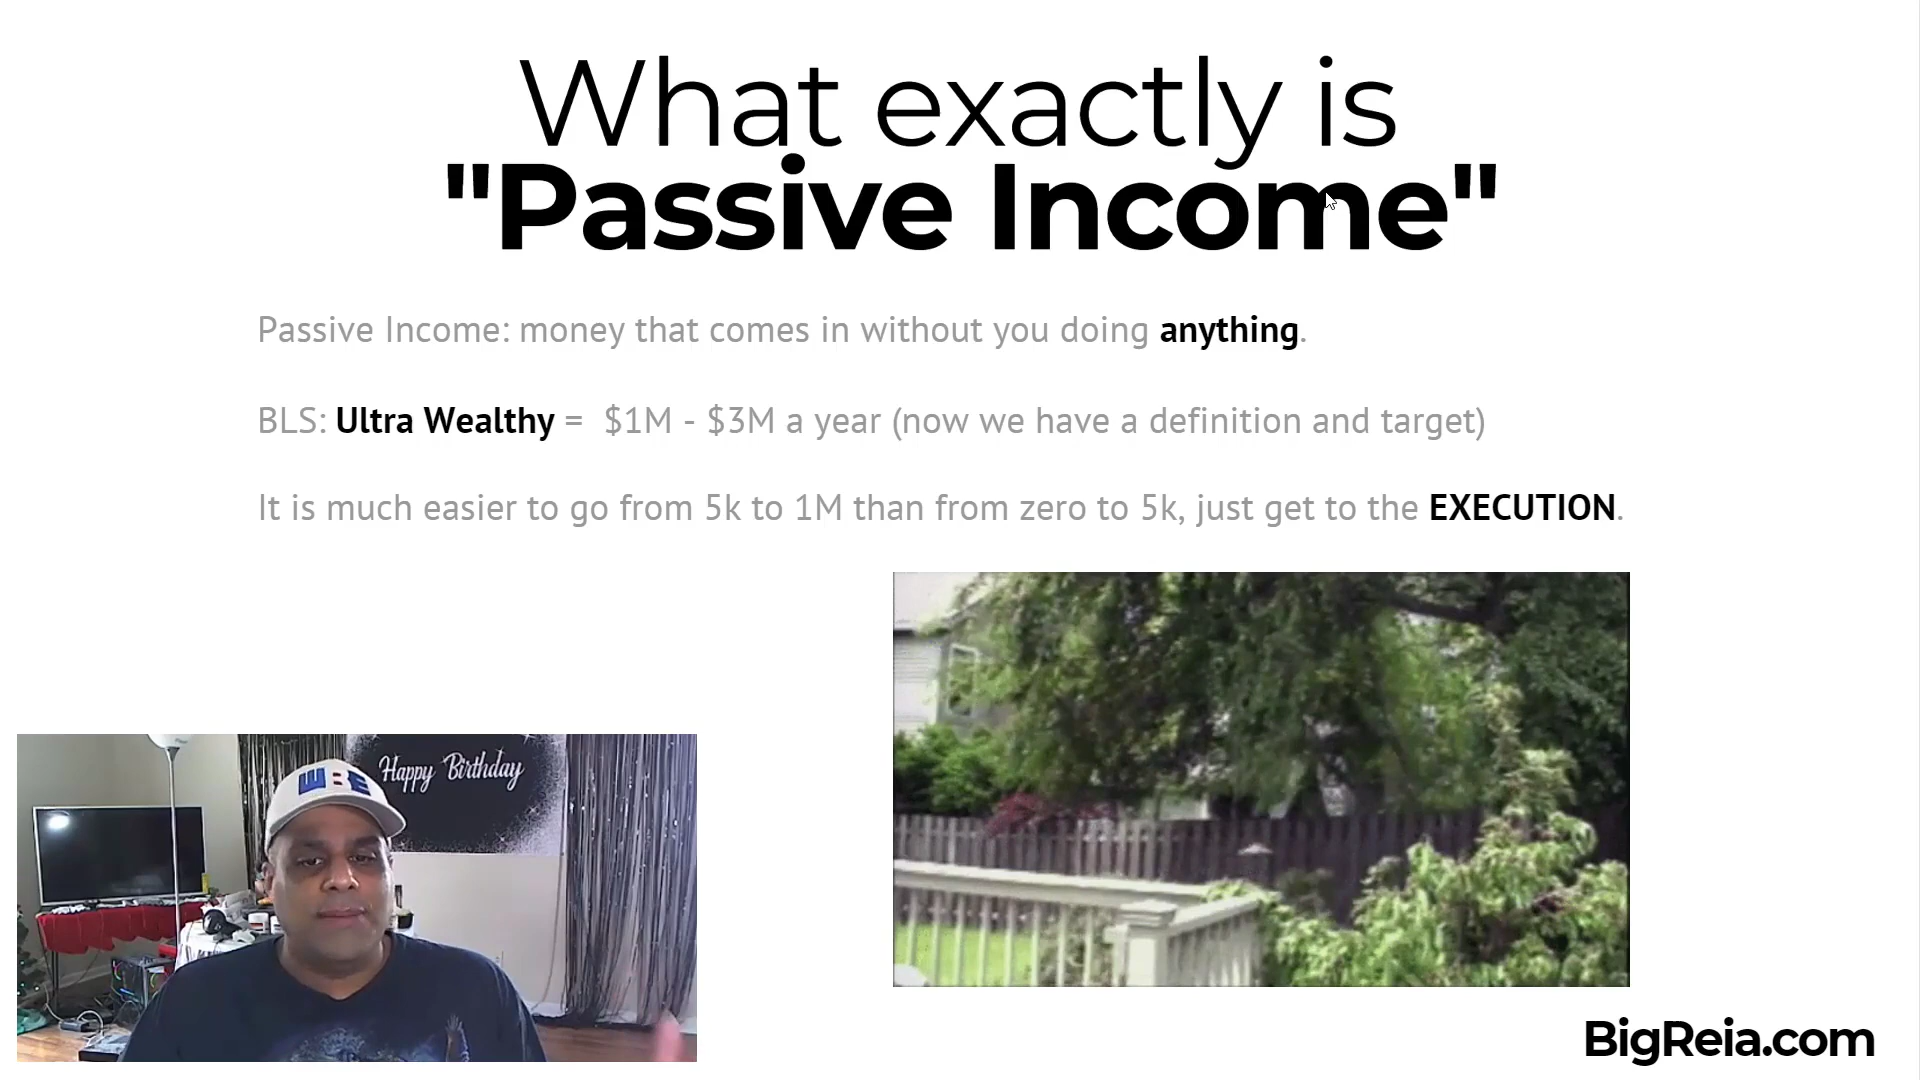 What exactly is
"Passive Income"
Passive Income: money that comes in without you doing anything.
BLS: Ultra Wealthy = $1M - $3M a year (now we have a definition and target)
It is much easier to go from 5k to 1M than from zero to 5k, just get to the EXECUTION.
Happy Birthday
WBE
BigReia.com